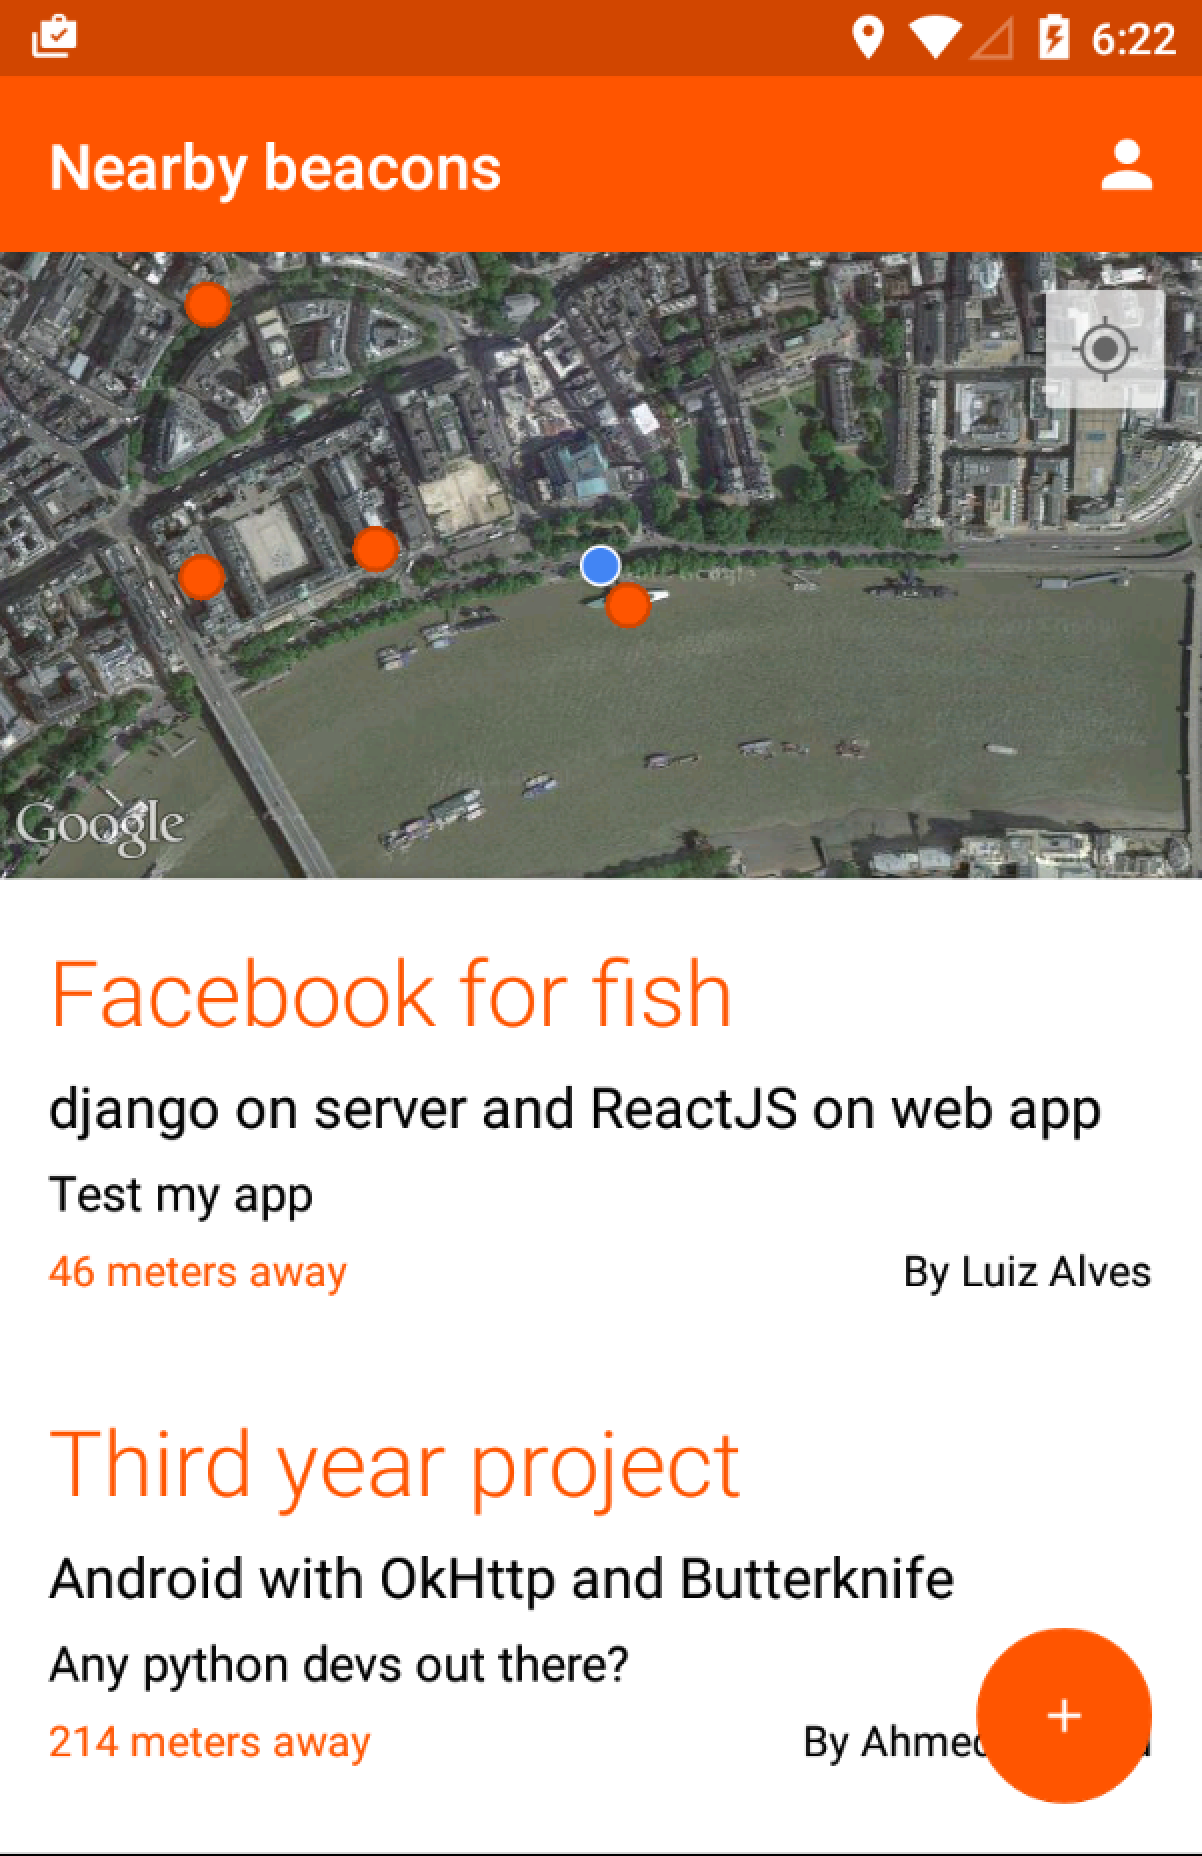 6:22
Nearby beacons
Google
Facebook for fish
django on server and ReactJS on web app
Test my app
46 meters away
By Luiz Alves
Third year project
Android with OkHttp and Butterknife
Any python devs out there?
214 meters away
By
+